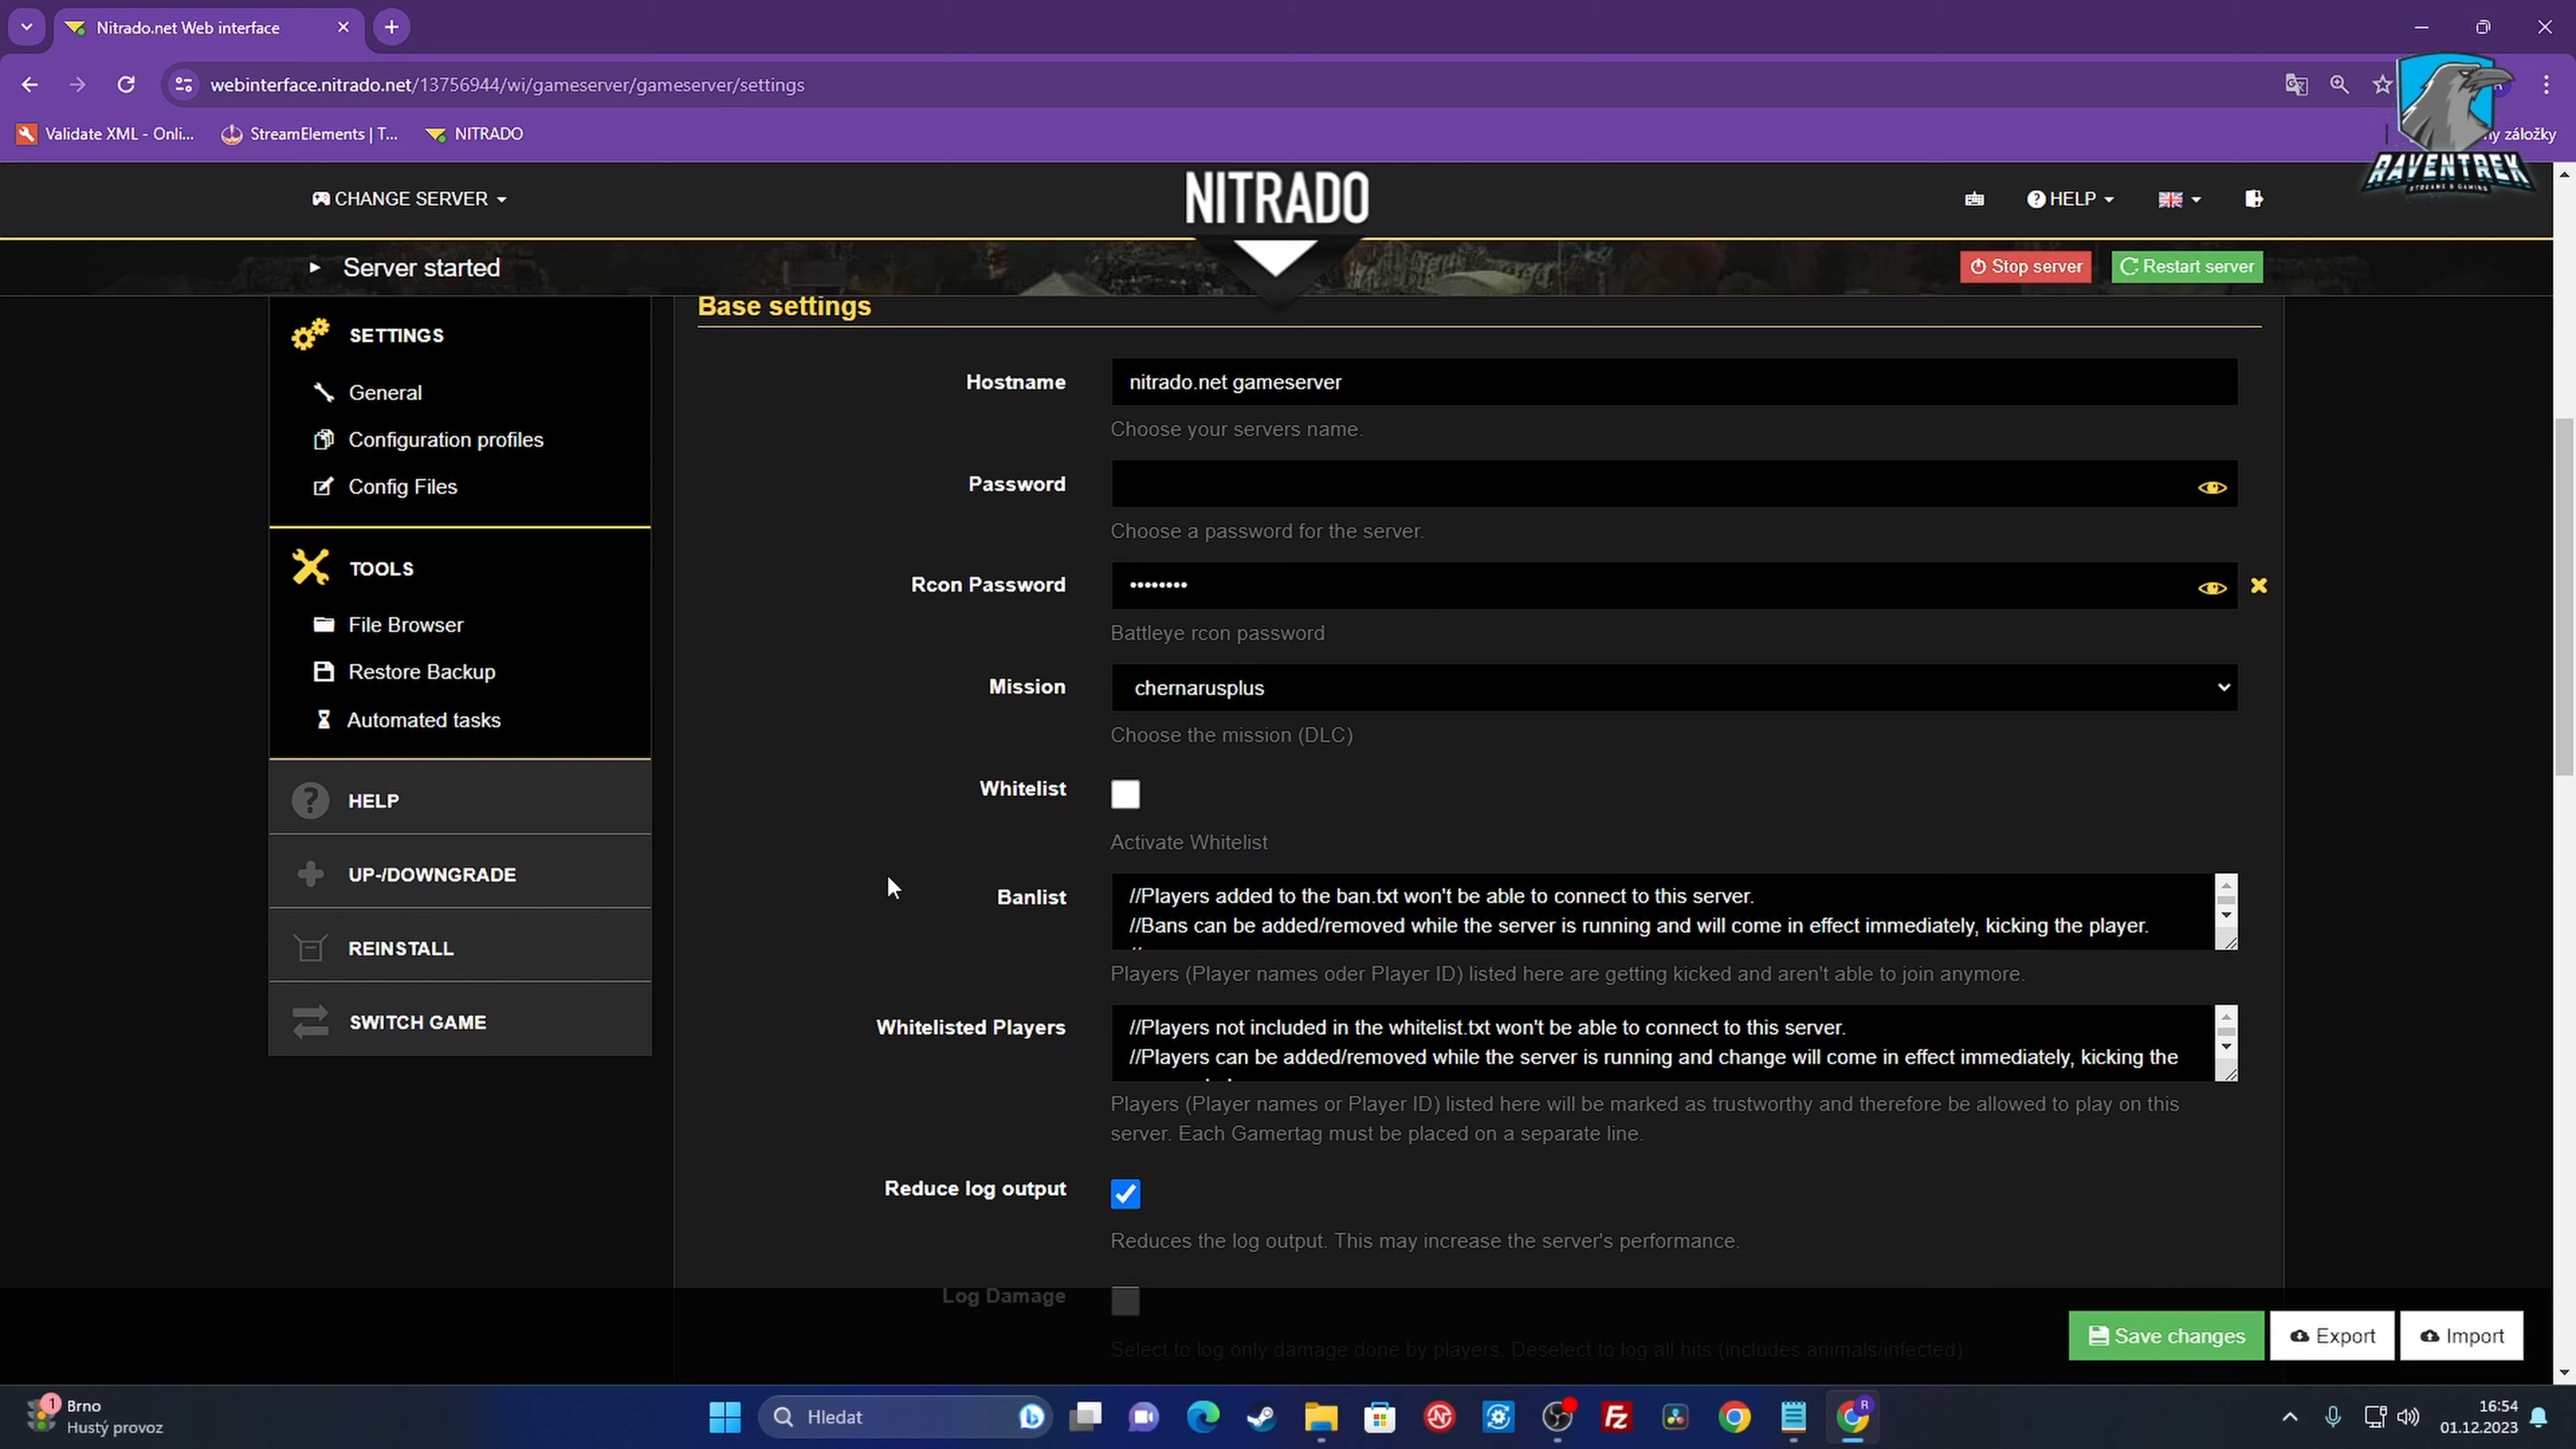 Nitrado.net Web interface
webinterface.nitrado.net/13756944/wi/gameserver/gameserver/settings
Validate XML - Onli...
StreamElements | T...
NITRADO
ny záložky
RAVENTREK
CHANGE SERVER
NITRADO
HELP
Server started
Stop server
Restart server
SETTINGS
General
Configuration profiles
Config Files
TOOLS
File Browser
Restore Backup
Automated tasks
HELP
UP-/DOWNGRADE
REINSTALL
SWITCH GAME
Base settings
Hostname
nitrado.net gameserver
Choose your servers name.
Password
Choose a password for the server.
Rcon Password
••••••••
Battleye rcon password
Mission
chernarusplus
Choose the mission (DLC)
Whitelist
Activate Whitelist
Banlist
//Players added to the ban.txt won't be able to connect to this server.
//Bans can be added/removed while the server is running and will come in effect immediately, kicking the player.
Players (Player names oder Player ID) listed here are getting kicked and aren't able to join anymore.
Whitelisted Players
//Players not included in the whitelist.txt won't be able to connect to this server.
//Players can be added/removed while the server is running and change will come in effect immediately, kicking the
Players (Player names or Player ID) listed here will be marked as trustworthy and therefore be allowed to play on this
server. Each Gamertag must be placed on a separate line.
Reduce log output
Reduces the log output. This may increase the server's performance.
Log Damage
Select to log only damage done by players. Deselect to log all hits (includes animals/infected).
Save changes
Export
Import
1
Brno
Hustý provoz
Hledat
R
16:54
01.12.2023